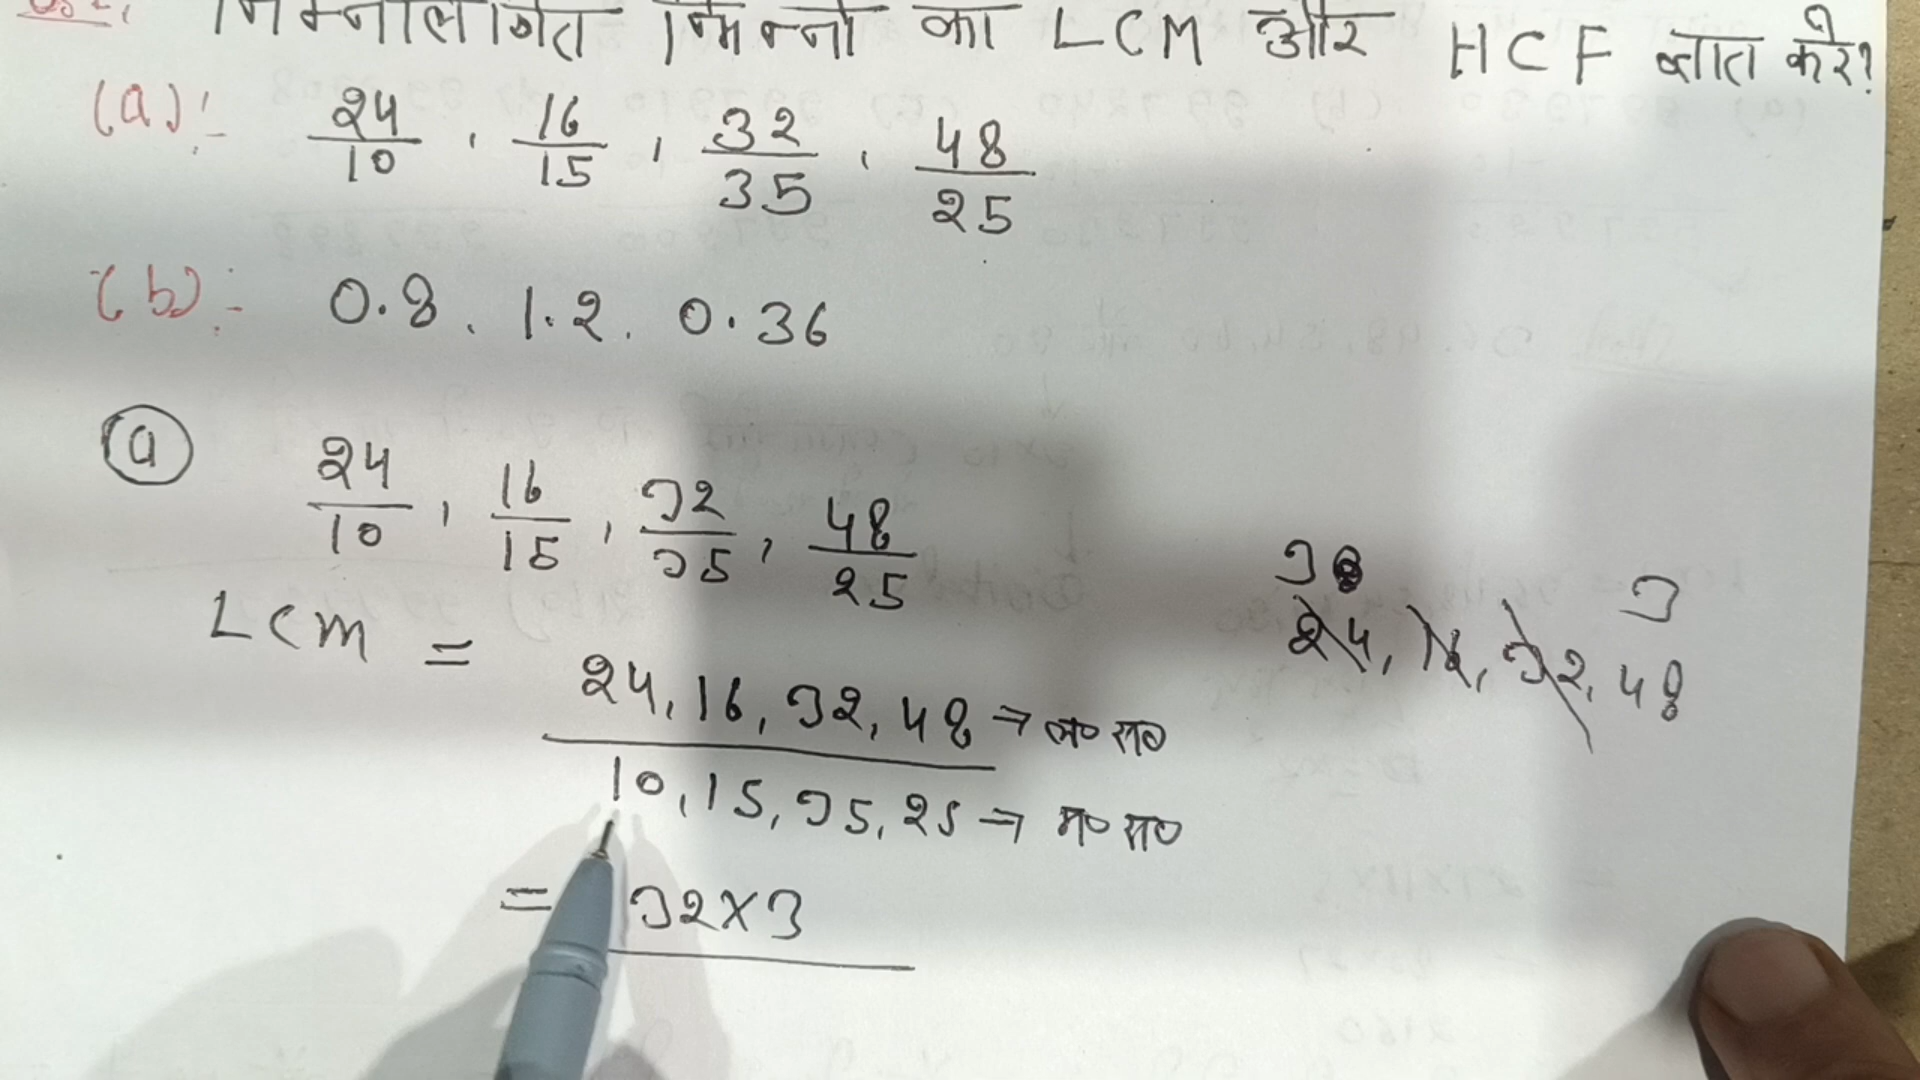 निम्नलिखित भिन्नों का LCM और HCF ज्ञात करें?
(a):- 24/10 , 16/15 , 32/35 , 48/25
(b):- 0.8 , 1.2 , 0.36
(a) 24/10 , 16/15 , 32/35 , 48/25
LCM = 24, 16, 32, 48 → ल० स०
10, 15, 35, 25 → म० स०
= 32×3
3 3
24, 16, 32, 48